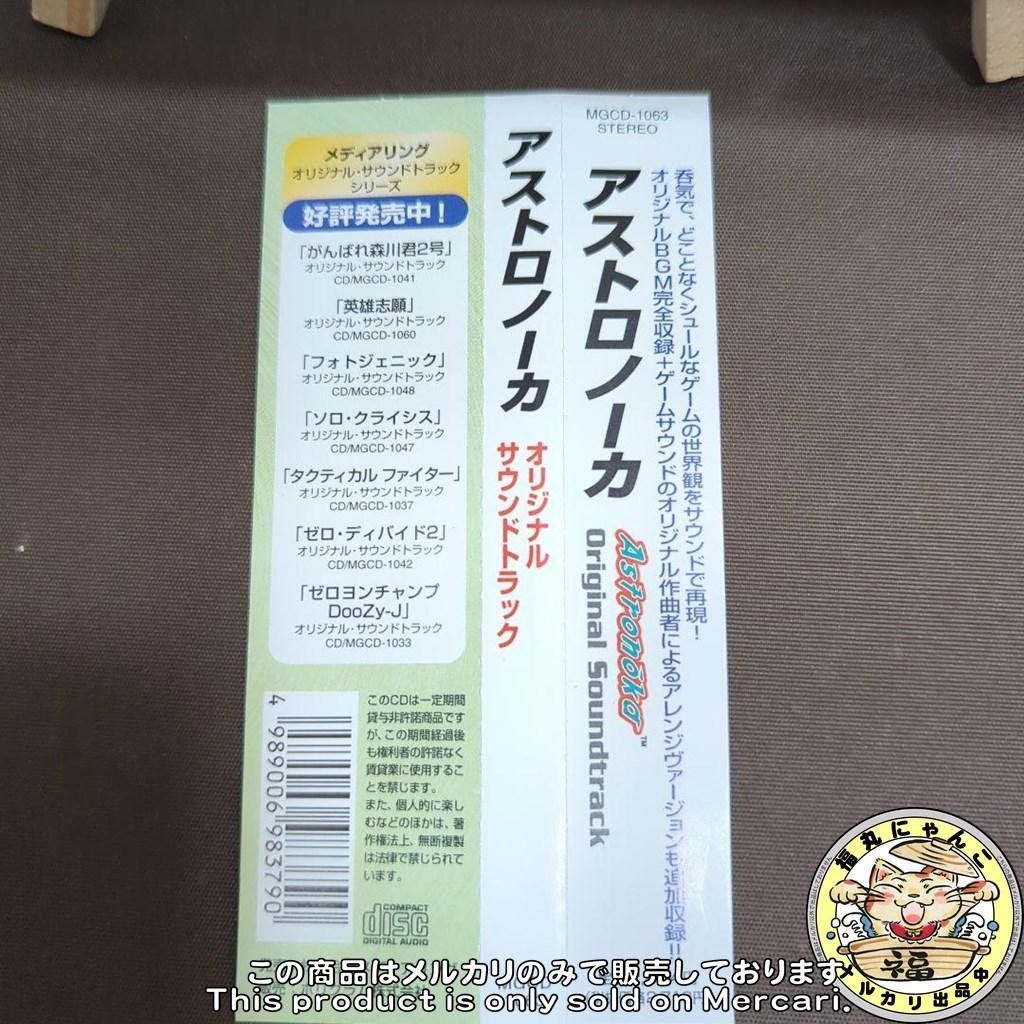 メディアリング
オリジナル・サウンドトラック
シリーズ
好評発売中！
「がんばれ森川君2号」
オリジナル・サウンドトラック
CD/MGCD-1041
「英雄志願」
オリジナル・サウンドトラック
CD/MGCD-1060
「フォトジェニック」
オリジナル・サウンドトラック
CD/MGCD-1048
「ソロ・クライシス」
オリジナル・サウンドトラック
CD/MGCD-1047
「タクティカル ファイター」
オリジナル・サウンドトラック
CD/MGCD-1037
「ゼロ・ディバイド2」
オリジナル・サウンドトラック
CD/MGCD-1042
「ゼロヨンチャンプ
DooZy-J」
オリジナル・サウンドトラック
CD/MGCD-1033
4 989006 983790
このCDは一定期間
貸与非許諾商品です
が、この期間経過後
も権利者の許諾なく
賃貸業に使用するこ
とを禁じます。
また、個人的に楽し
むなどのほかは、著
作権法上、無断複製
は法律で禁じられて
います。
COMPACT
disc
DIGITAL AUDIO
アストロノーカ
オリジナル
サウンドトラック
MGCD-1063
STEREO
呑気で、どことなくシュールなゲームの世界観をサウンドで再現！
オリジナルBGM完全収録＋ゲームサウンドのオリジナル作曲者によるアレンジヴァージョンも追加収録!!
アストロノーカ
Astronōka™
Original Soundtrack
この商品はメルカリのみで販売しております
This product is only sold on Mercari.
福丸にゃんこ
福
メルカリ出品中